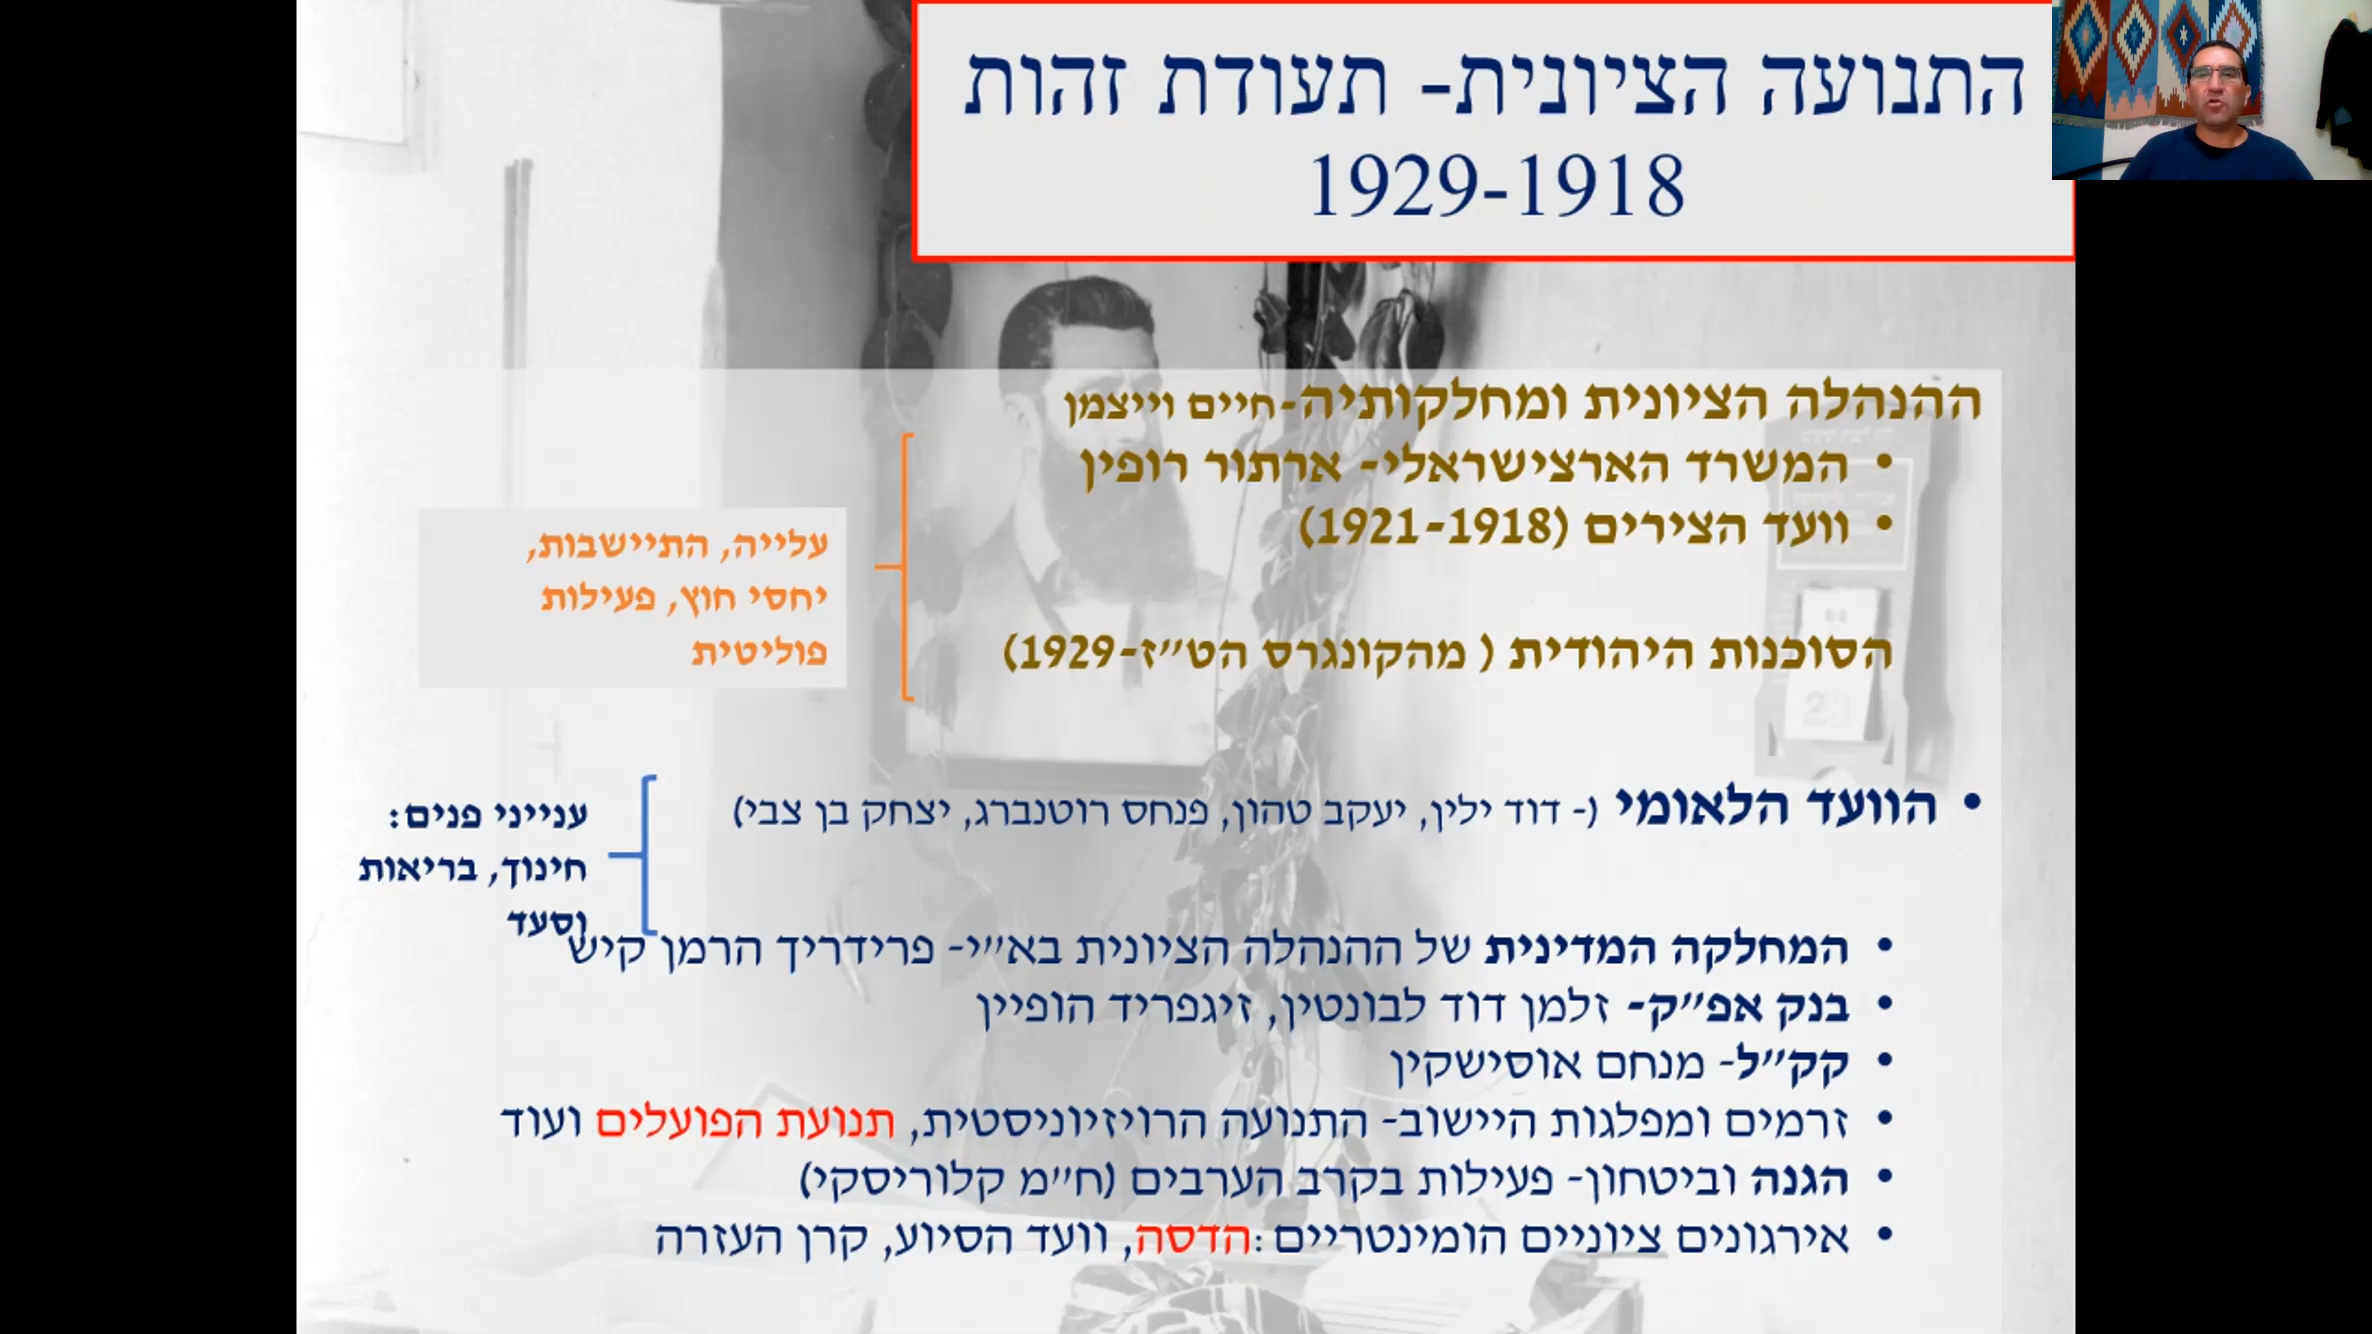 התנועה הציונית- תעודת זהות
1929-1918
ההנהלה הציונית ומחלקותיה-חיים וייצמן
• המשרד הארצישראלי- ארתור רופין
• וועד הצירים (1921-1918)
הסוכנות היהודית ( מהקונגרס הט״ז-1929)
עלייה, התיישבות,
יחסי חוץ, פעילות
פוליטית
• הוועד הלאומי (- דוד ילין, יעקב טהון, פנחס רוטנברג, יצחק בן צבי)
ענייני פנים:
חינוך, בריאות
וסעד
• המחלקה המדינית של ההנהלה הציונית בא״י- פרידריך הרמן קיש
• בנק אפ״ק- זלמן דוד לבונטין, זיגפריד הופיין
• קק״ל- מנחם אוסישקין
• זרמים ומפלגות היישוב- התנועה הרויזיוניסטית, תנועת הפועלים ועוד
• הגנה וביטחון- פעילות בקרב הערבים (ח״מ קלוריסקי)
• אירגונים ציוניים הומינטריים :הדסה, וועד הסיוע, קרן העזרה